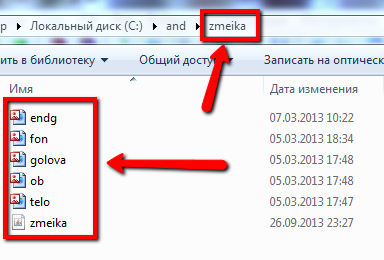 р ▸ Локальный диск (C:) ▸ and ▸ zmeika
ить в библиотеку ▾ Общий доступ ▾ Записать на оптическ
Имя Дата изменения
endg 07.03.2013 10:22
fon 05.03.2013 18:34
golova 05.03.2013 17:48
ob 05.03.2013 17:48
telo 05.03.2013 17:47
zmeika 26.09.2013 23:27